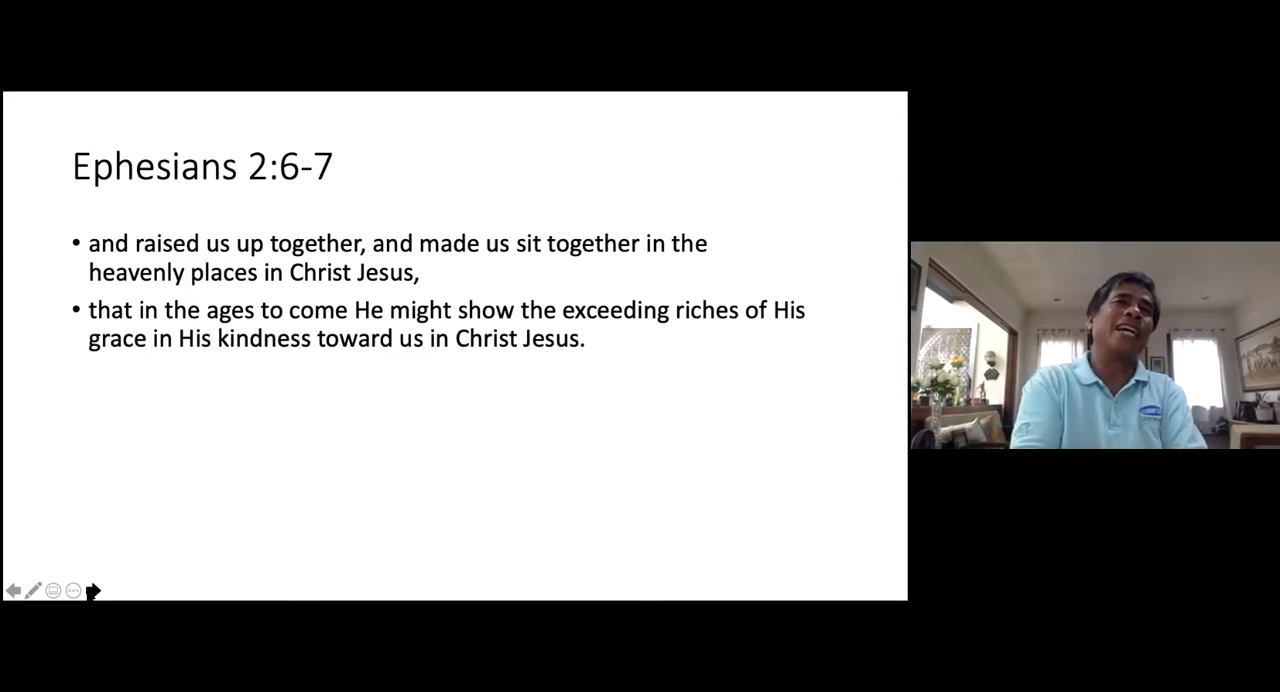 Ephesians 2:6-7
• and raised us up together, and made us sit together in the
heavenly places in Christ Jesus,
• that in the ages to come He might show the exceeding riches of His
grace in His kindness toward us in Christ Jesus.